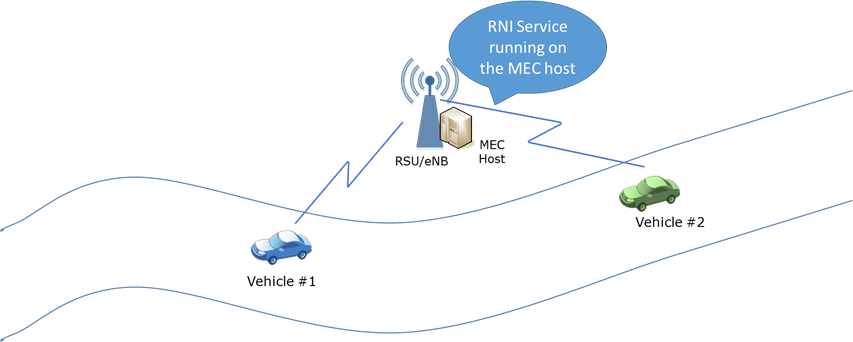 RNI Service
running on
the MEC host
RSU/eNB
MEC
Host
Vehicle #2
Vehicle #1